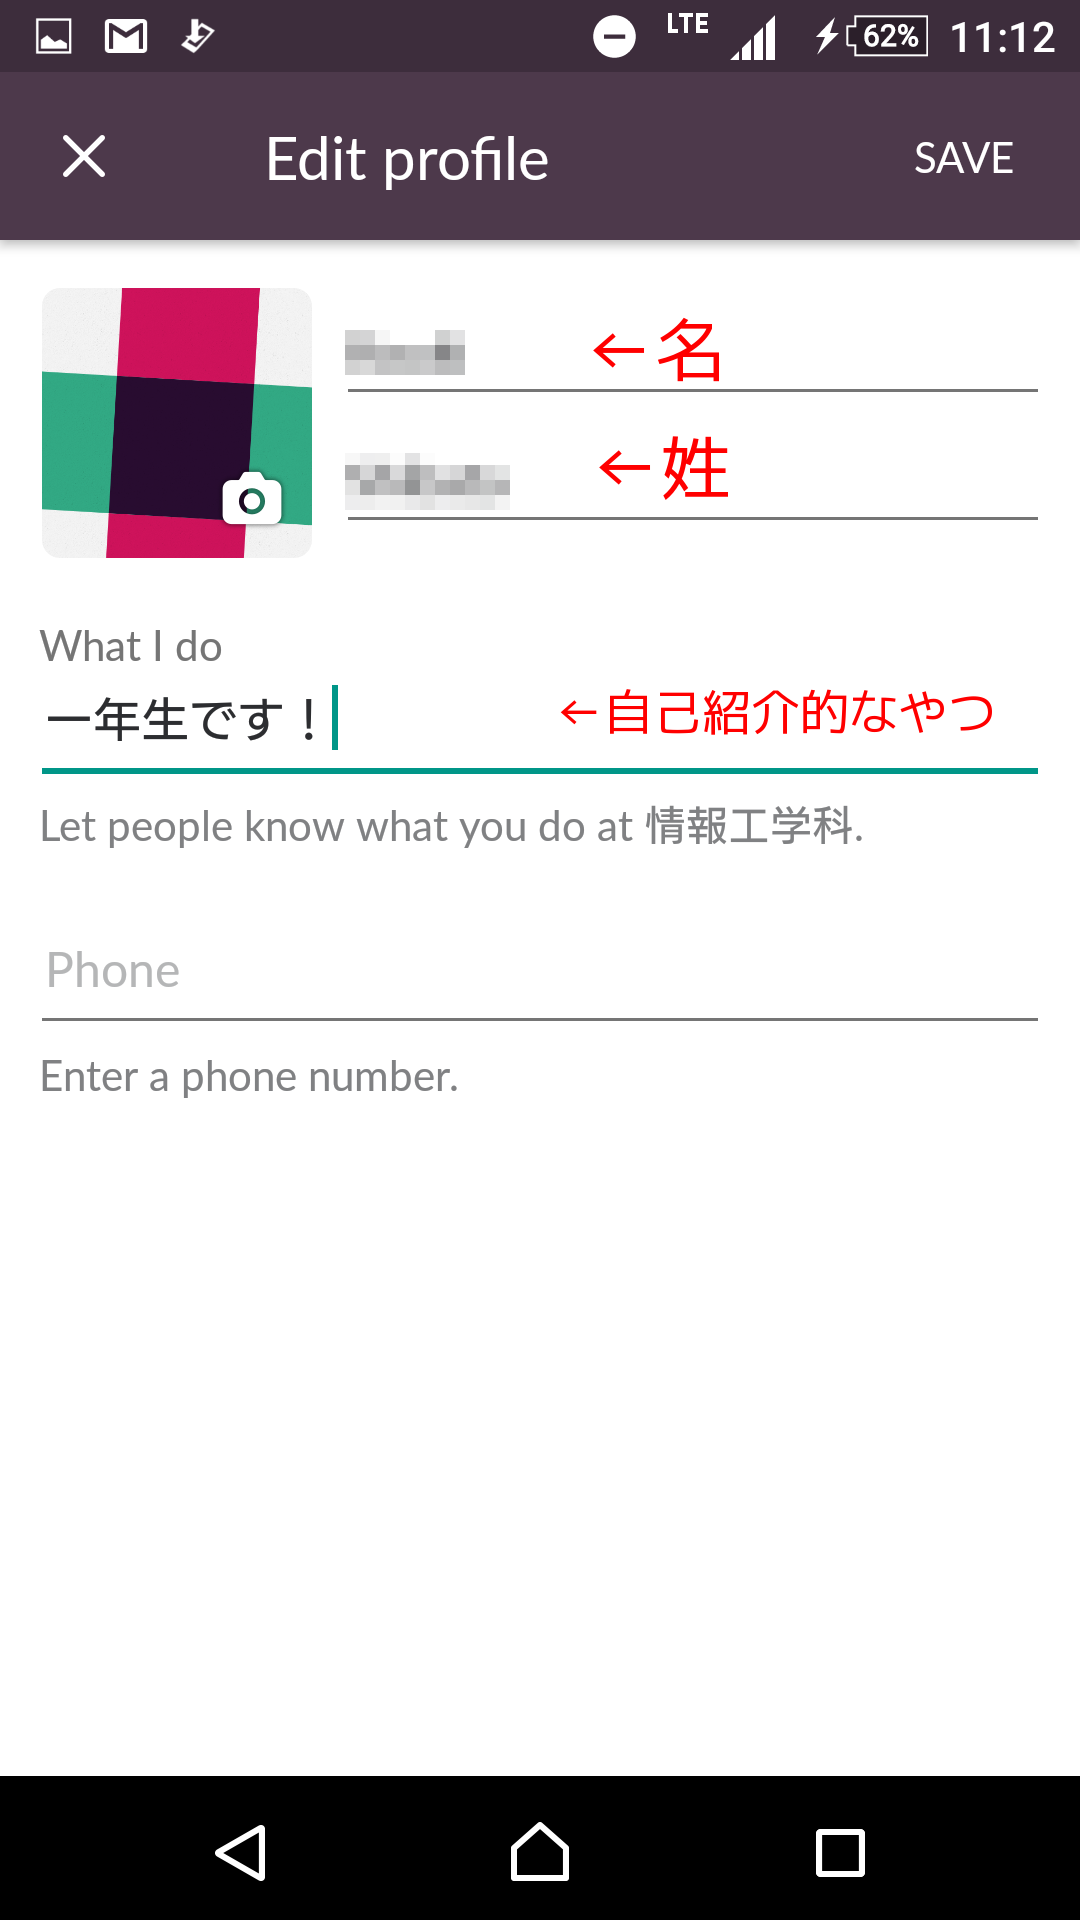 LTE 62% 11:12
Edit profile SAVE
←名
←姓
What I do
一年生です！ ←自己紹介的なやつ
Let people know what you do at 情報工学科.
Phone
Enter a phone number.